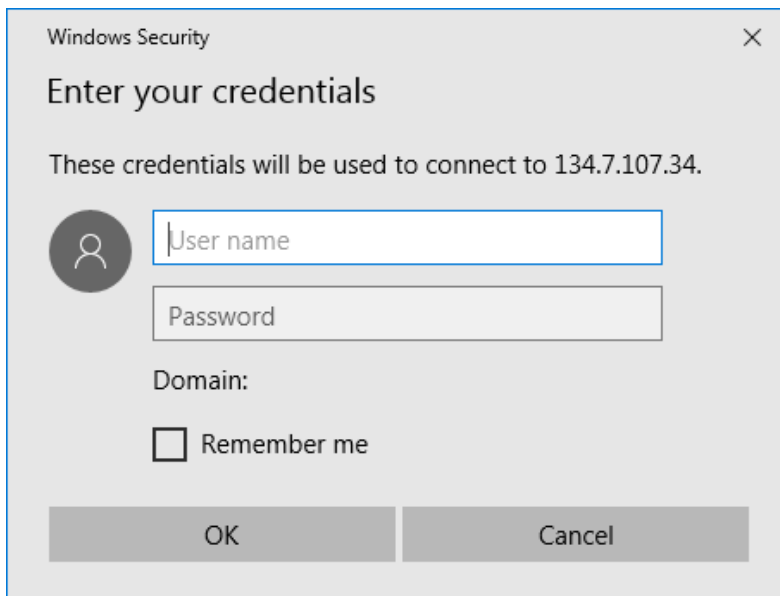 Windows Security
Enter your credentials
These credentials will be used to connect to 134.7.107.34.
User name
Password
Domain:
Remember me
OK
Cancel